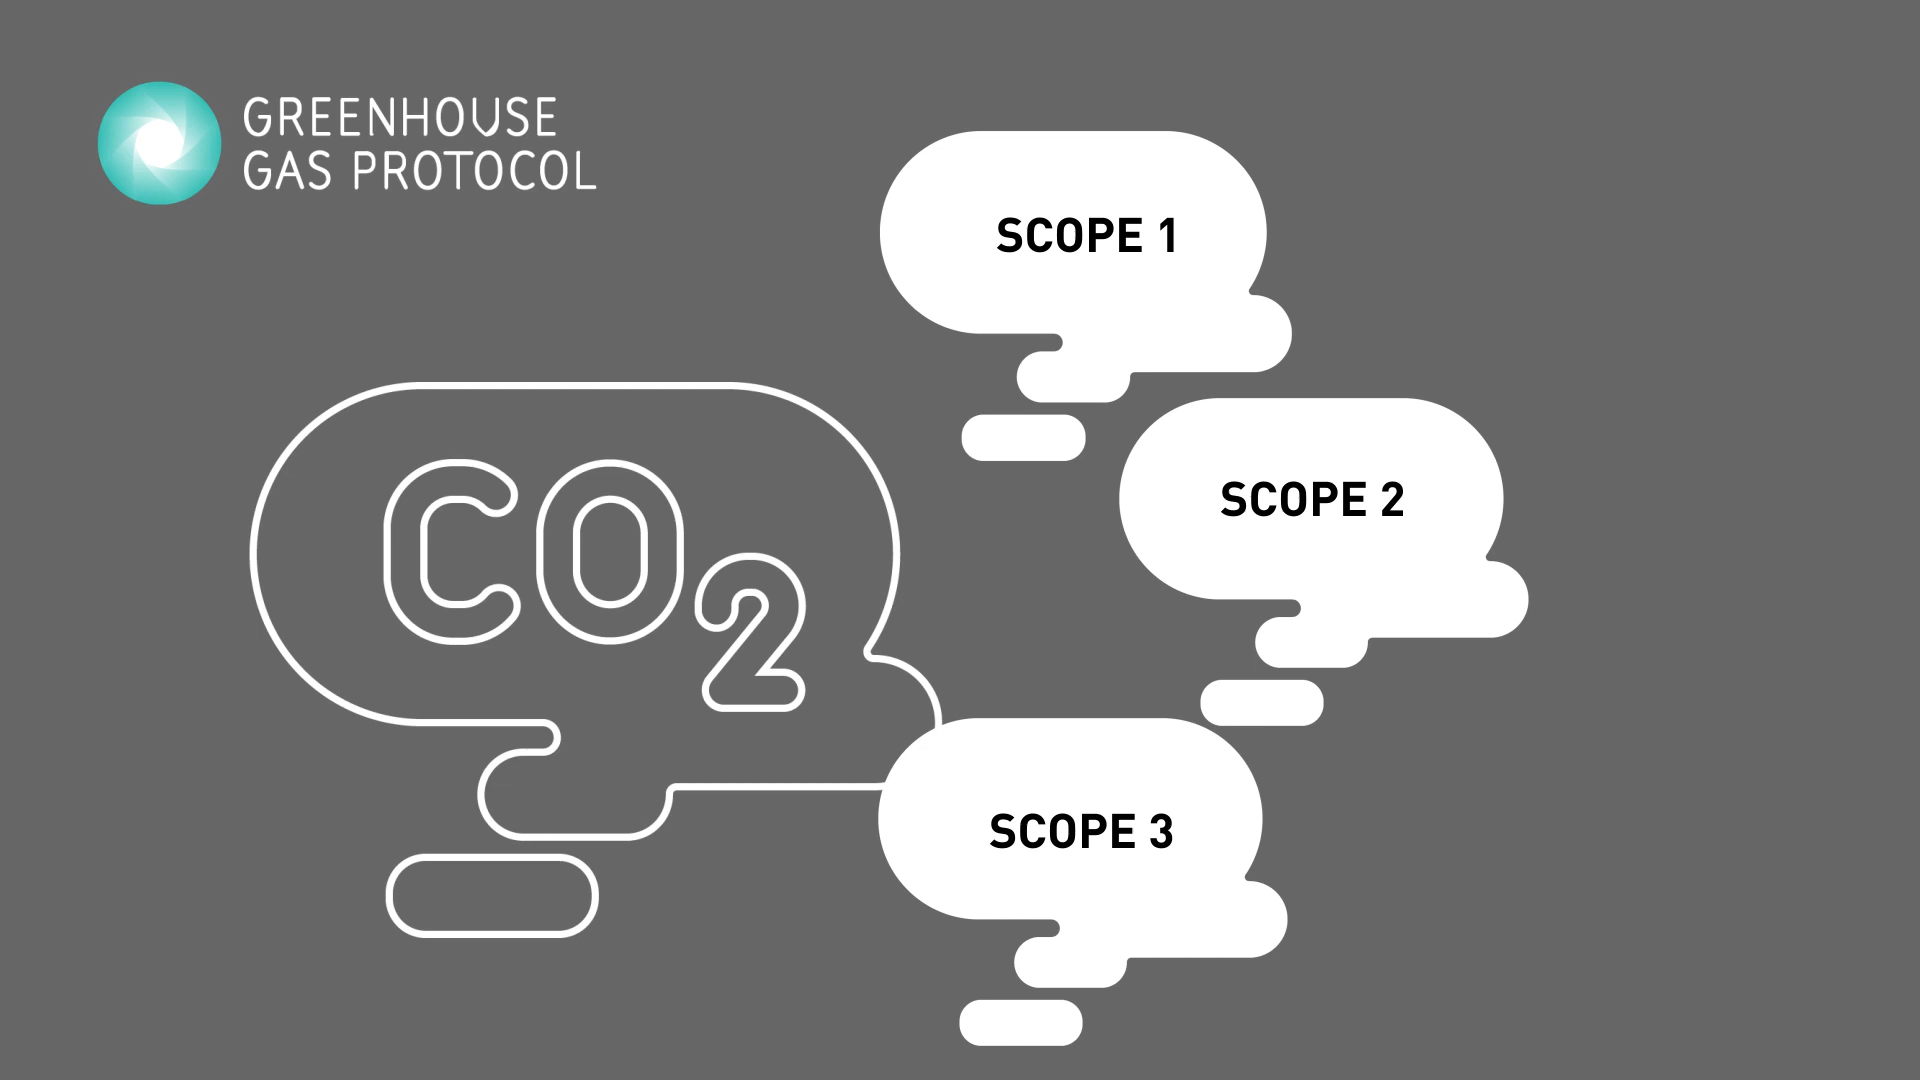 GREENHOUSE
GAS PROTOCOL
SCOPE 1
CO2
SCOPE 2
SCOPE 3